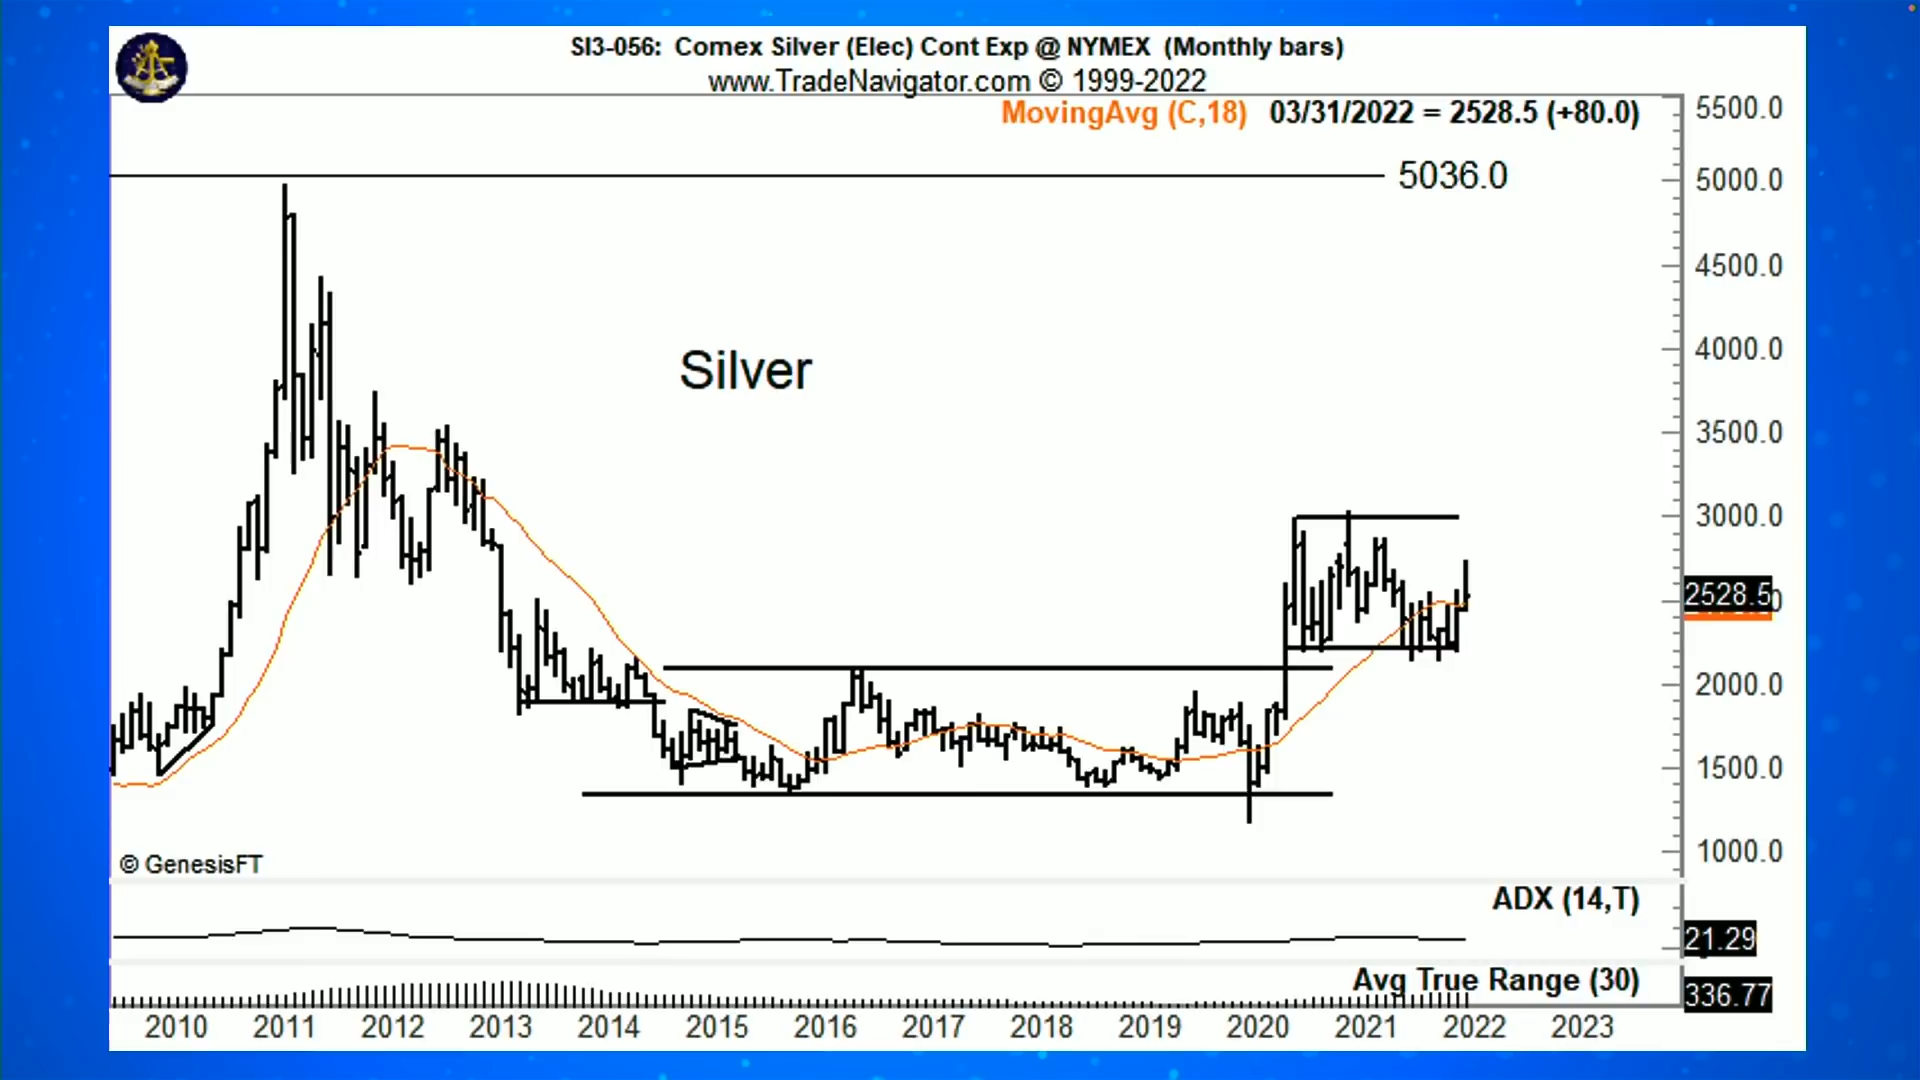 SI3-056: Comex Silver (Elec) Cont Exp @ NYMEX (Monthly bars)
www.TradeNavigator.com © 1999-2022
MovingAvg (C,18) 03/31/2022 = 2528.5 (+80.0)
5500.0
5036.0
5000.0
4500.0
4000.0
Silver
3500.0
3000.0
2528.5
2000.0
1500.0
1000.0
© GenesisFT
ADX (14,T)
21.29
Avg True Range (30)
336.77
2010 2011 2012 2013 2014 2015 2016 2017 2018 2019 2020 2021 2022 2023